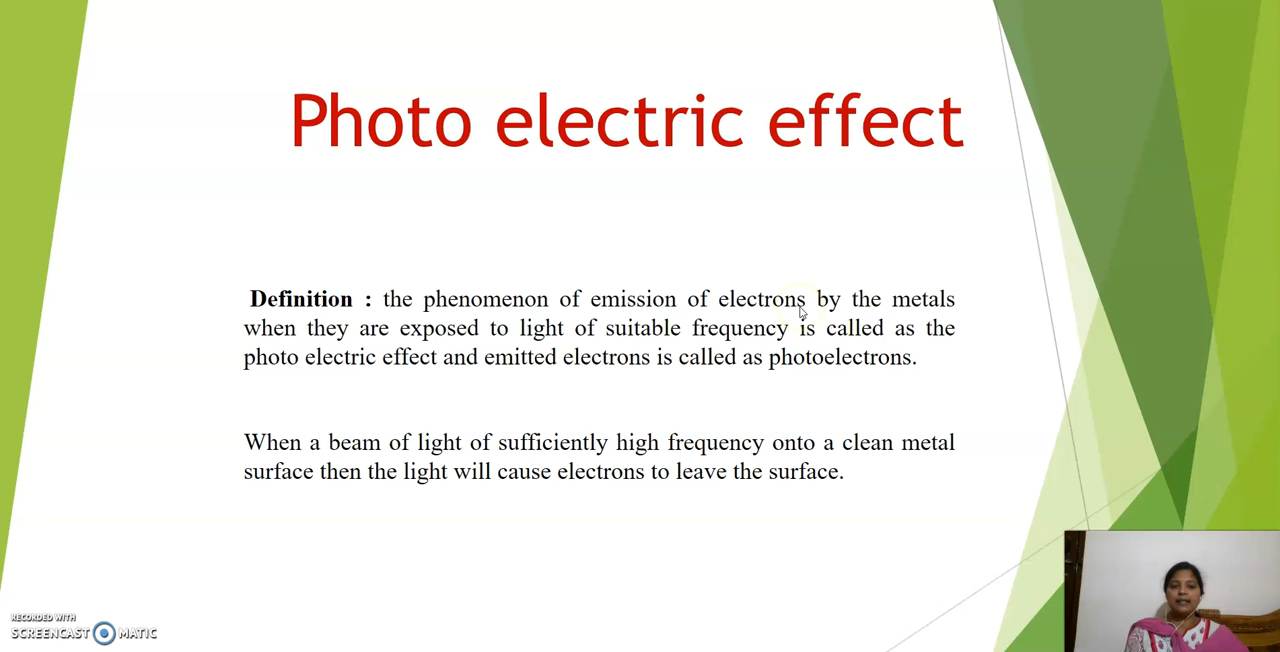 Photo electric effect
Definition : the phenomenon of emission of electrons by the metals
when they are exposed to light of suitable frequency is called as the
photo electric effect and emitted electrons is called as photoelectrons.
When a beam of light of sufficiently high frequency onto a clean metal
surface then the light will cause electrons to leave the surface.
RECORDED WITH
SCREENCAST MATIC